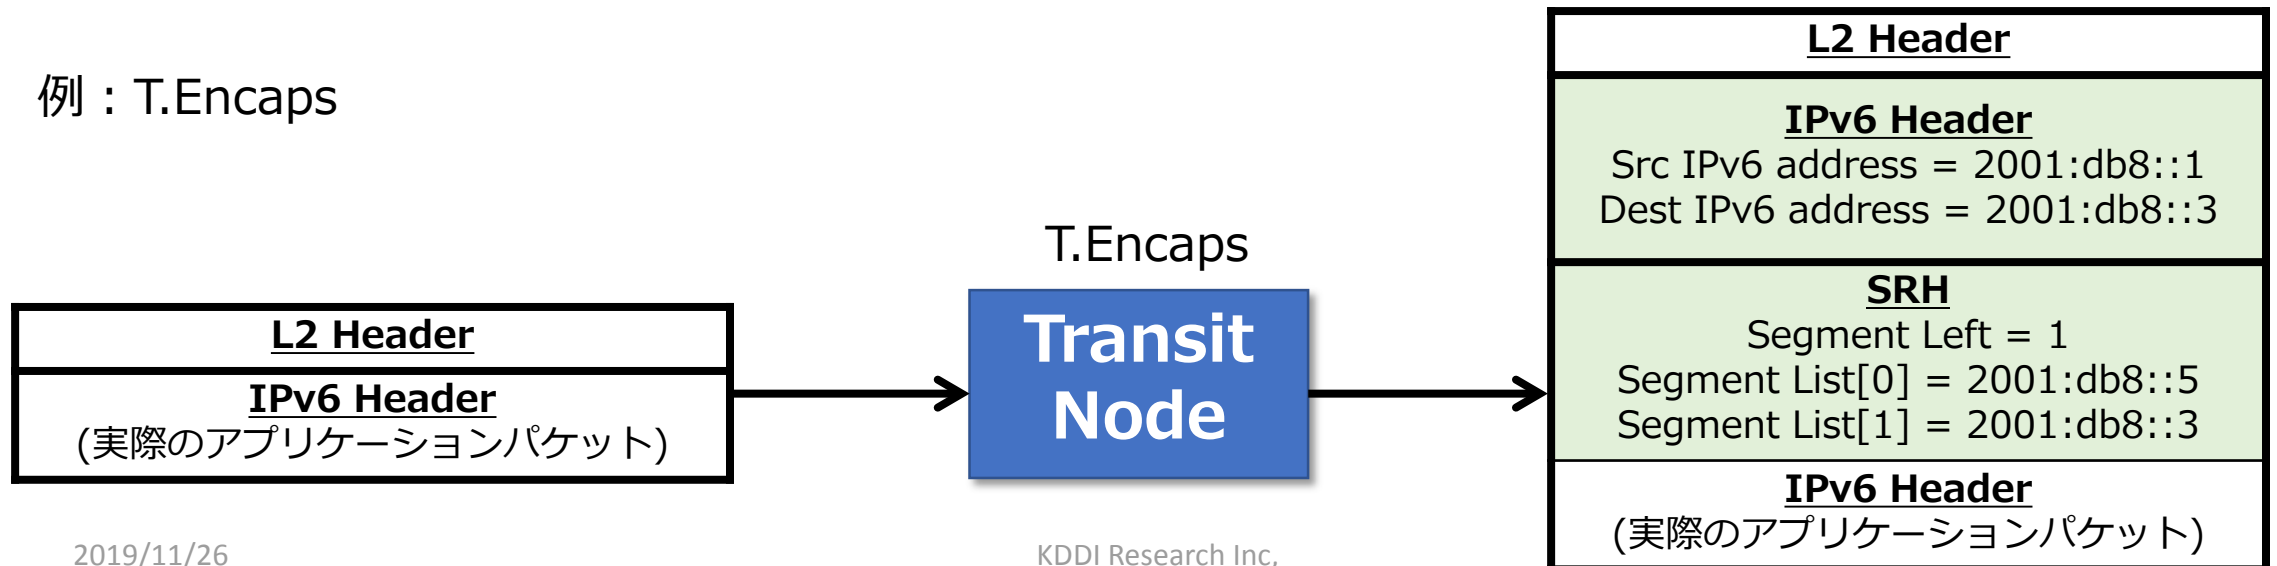 例：T.Encaps
L2 Header
IPv6 Header
(実際のアプリケーションパケット)
T.Encaps
Transit
Node
L2 Header
IPv6 Header
Src IPv6 address = 2001:db8::1
Dest IPv6 address = 2001:db8::3
SRH
Segment Left = 1
Segment List[0] = 2001:db8::5
Segment List[1] = 2001:db8::3
IPv6 Header
(実際のアプリケーションパケット)
2019/11/26
KDDI Research Inc,